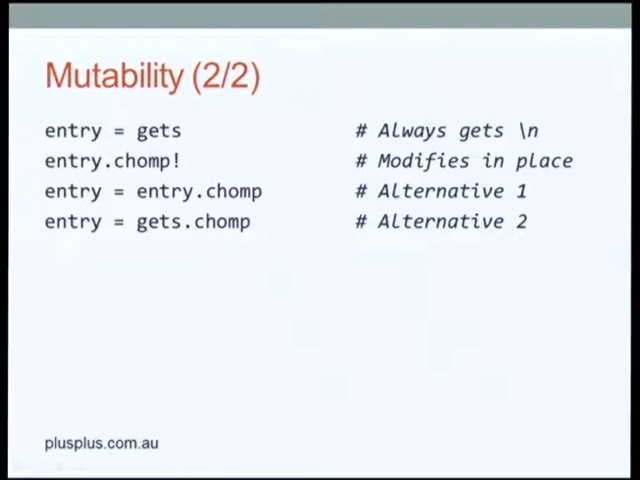 Mutability (2/2)
entry = gets # Always gets \n
entry.chomp! # Modifies in place
entry = entry.chomp # Alternative 1
entry = gets.chomp # Alternative 2
plusplus.com.au